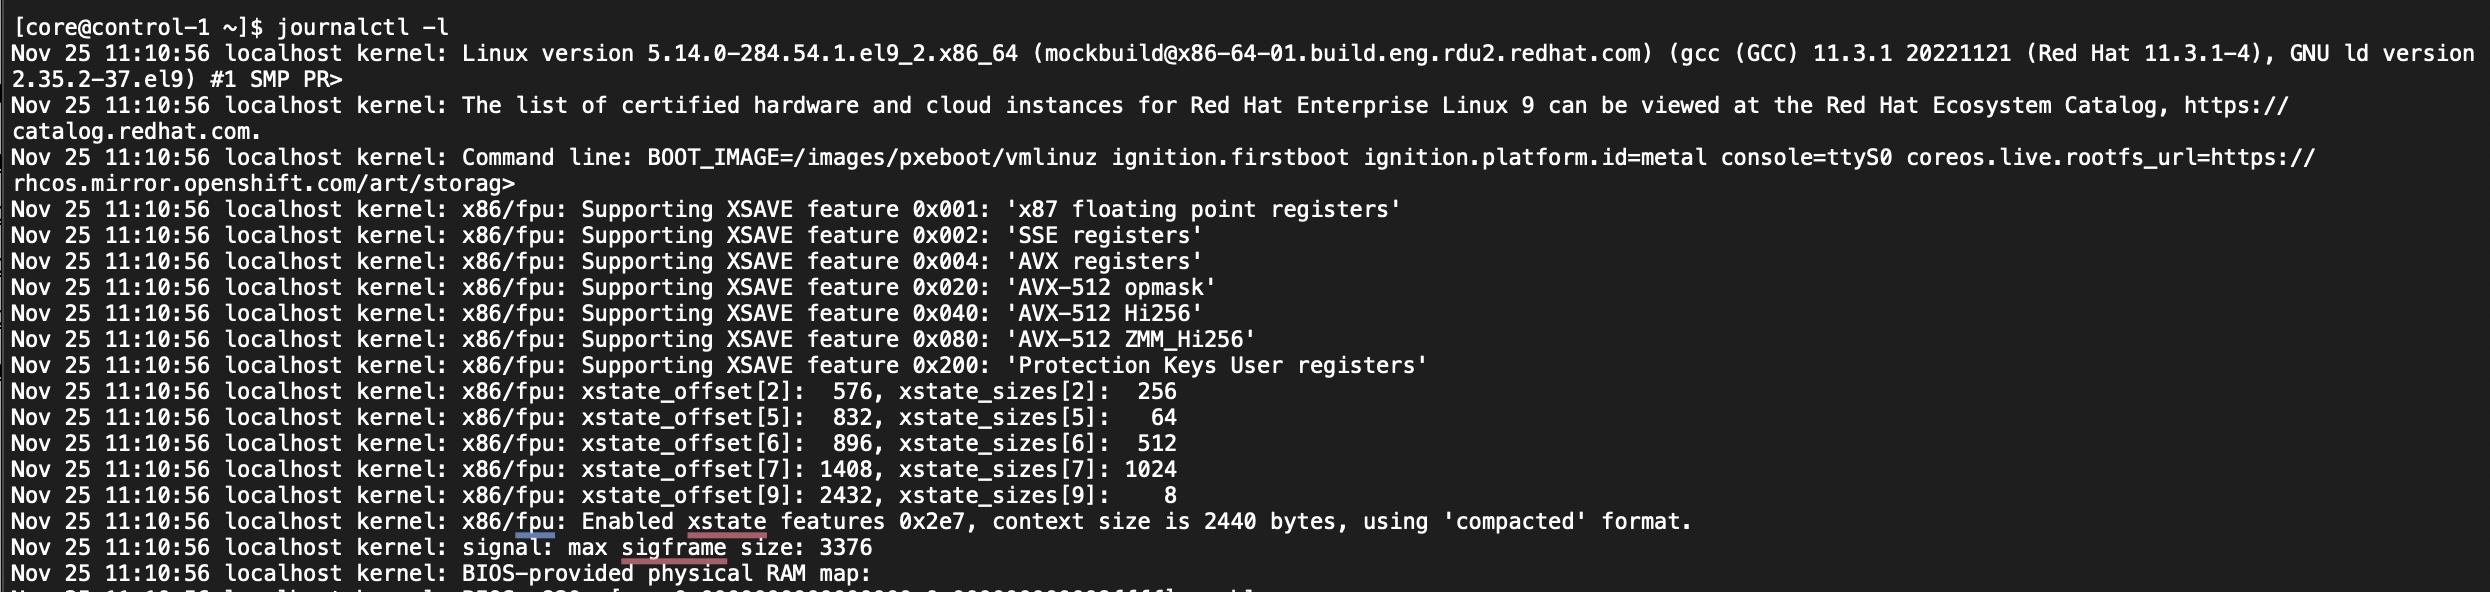 [core@control-1 ~]$ journalctl -l
Nov 25 11:10:56 localhost kernel: Linux version 5.14.0-284.54.1.el9_2.x86_64 (mockbuild@x86-64-01.build.eng.rdu2.redhat.com) (gcc (GCC) 11.3.1 20221121 (Red Hat 11.3.1-4), GNU ld version
2.35.2-37.el9) #1 SMP PR>
Nov 25 11:10:56 localhost kernel: The list of certified hardware and cloud instances for Red Hat Enterprise Linux 9 can be viewed at the Red Hat Ecosystem Catalog, https://
catalog.redhat.com.
Nov 25 11:10:56 localhost kernel: Command line: BOOT_IMAGE=/images/pxeboot/vmlinuz ignition.firstboot ignition.platform.id=metal console=ttyS0 coreos.live.rootfs_url=https://
rhcos.mirror.openshift.com/art/storag>
Nov 25 11:10:56 localhost kernel: x86/fpu: Supporting XSAVE feature 0x001: 'x87 floating point registers'
Nov 25 11:10:56 localhost kernel: x86/fpu: Supporting XSAVE feature 0x002: 'SSE registers'
Nov 25 11:10:56 localhost kernel: x86/fpu: Supporting XSAVE feature 0x004: 'AVX registers'
Nov 25 11:10:56 localhost kernel: x86/fpu: Supporting XSAVE feature 0x020: 'AVX-512 opmask'
Nov 25 11:10:56 localhost kernel: x86/fpu: Supporting XSAVE feature 0x040: 'AVX-512 Hi256'
Nov 25 11:10:56 localhost kernel: x86/fpu: Supporting XSAVE feature 0x080: 'AVX-512 ZMM_Hi256'
Nov 25 11:10:56 localhost kernel: x86/fpu: Supporting XSAVE feature 0x200: 'Protection Keys User registers'
Nov 25 11:10:56 localhost kernel: x86/fpu: xstate_offset[2]:  576, xstate_sizes[2]:  256
Nov 25 11:10:56 localhost kernel: x86/fpu: xstate_offset[5]:  832, xstate_sizes[5]:   64
Nov 25 11:10:56 localhost kernel: x86/fpu: xstate_offset[6]:  896, xstate_sizes[6]:  512
Nov 25 11:10:56 localhost kernel: x86/fpu: xstate_offset[7]: 1408, xstate_sizes[7]: 1024
Nov 25 11:10:56 localhost kernel: x86/fpu: xstate_offset[9]: 2432, xstate_sizes[9]:    8
Nov 25 11:10:56 localhost kernel: x86/fpu: Enabled xstate features 0x2e7, context size is 2440 bytes, using 'compacted' format.
Nov 25 11:10:56 localhost kernel: signal: max sigframe size: 3376
Nov 25 11:10:56 localhost kernel: BIOS-provided physical RAM map: